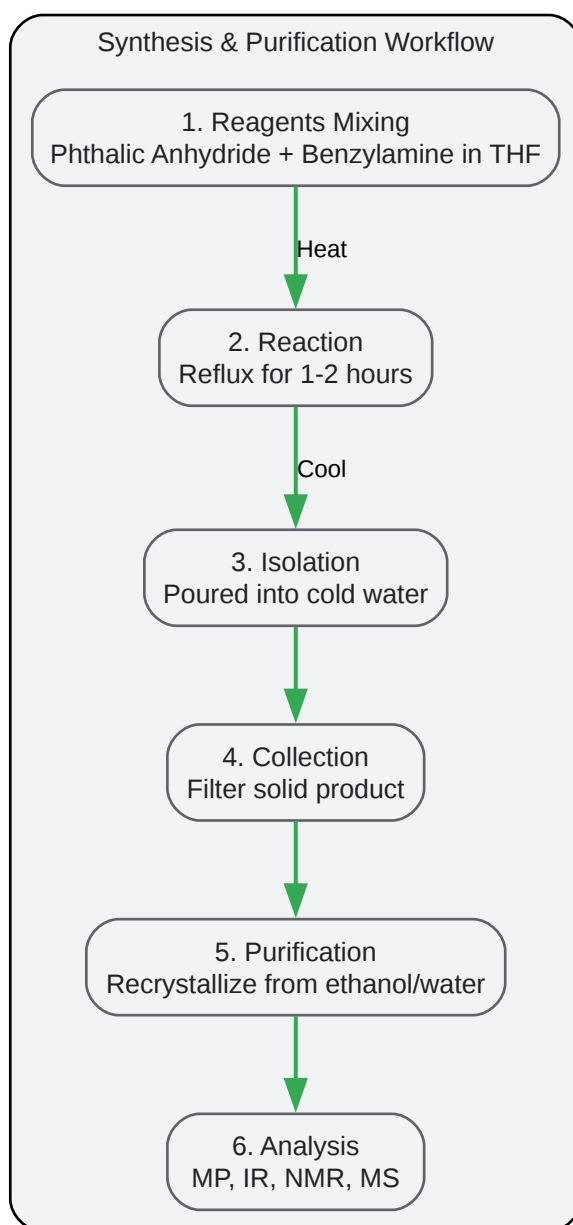 Synthesis & Purification Workflow
1. Reagents Mixing
Phthalic Anhydride + Benzylamine in THF
Heat
2. Reaction
Reflux for 1-2 hours
Cool
3. Isolation
Poured into cold water
4. Collection
Filter solid product
5. Purification
Recrystallize from ethanol/water
6. Analysis
MP, IR, NMR, MS